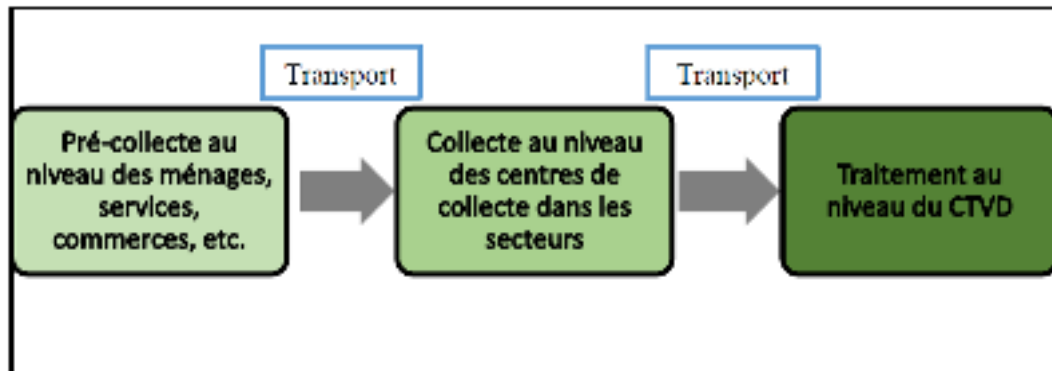 Transport
Transport
Pré-collecte au
niveau des ménages,
services,
commerces, etc.
Collecte au niveau
des centres de
collecte dans les
secteurs
Traitement au
niveau du CTVD